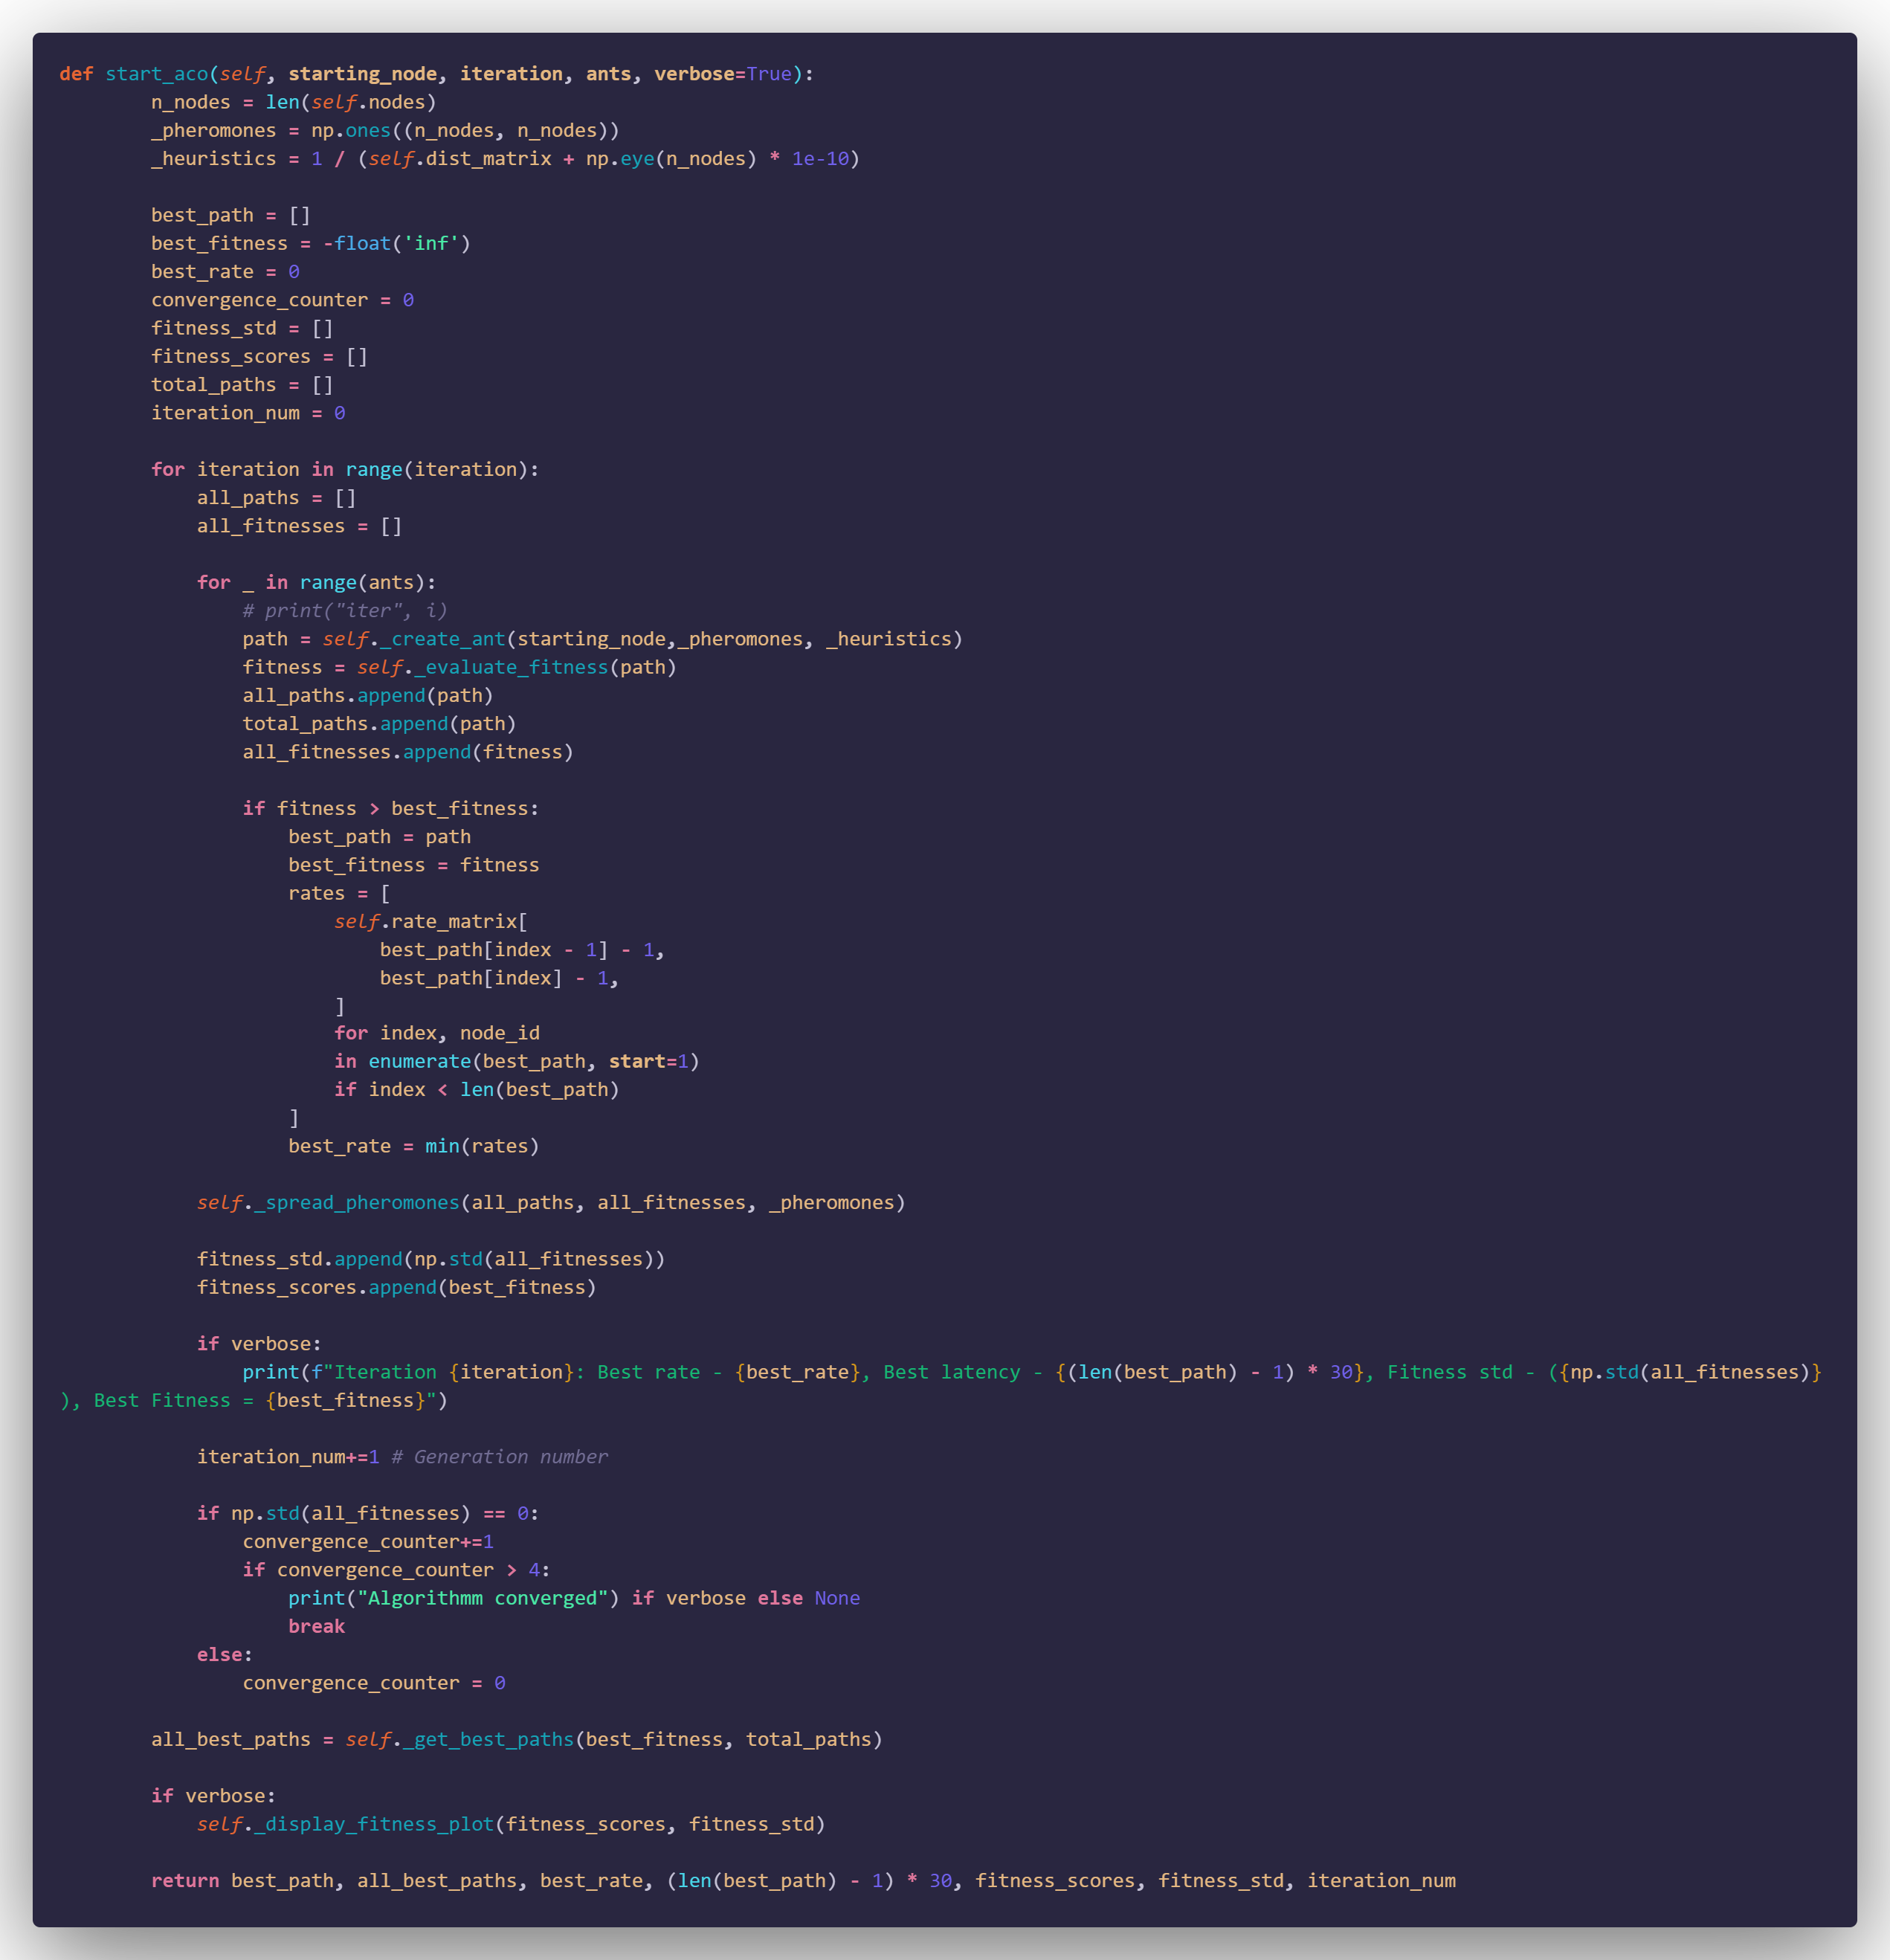 def start_aco(self, starting_node, iteration, ants, verbose=True):
        n_nodes = len(self.nodes)
        _pheromones = np.ones((n_nodes, n_nodes))
        _heuristics = 1 / (self.dist_matrix + np.eye(n_nodes) * 1e-10)

        best_path = []
        best_fitness = -float('inf')
        best_rate = 0
        convergence_counter = 0
        fitness_std = []
        fitness_scores = []
        total_paths = []
        iteration_num = 0

        for iteration in range(iteration):
            all_paths = []
            all_fitnesses = []

            for _ in range(ants):
                # print("iter", i)
                path = self._create_ant(starting_node,_pheromones, _heuristics)
                fitness = self._evaluate_fitness(path)
                all_paths.append(path)
                total_paths.append(path)
                all_fitnesses.append(fitness)

                if fitness > best_fitness:
                    best_path = path
                    best_fitness = fitness
                    rates = [
                        self.rate_matrix[
                            best_path[index - 1] - 1,
                            best_path[index] - 1,
                        ]
                        for index, node_id
                        in enumerate(best_path, start=1)
                        if index < len(best_path)
                    ]
                    best_rate = min(rates)

            self._spread_pheromones(all_paths, all_fitnesses, _pheromones)

            fitness_std.append(np.std(all_fitnesses))
            fitness_scores.append(best_fitness)

            if verbose:
                print(f"Iteration {iteration}: Best rate - {best_rate}, Best latency - {(len(best_path) - 1) * 30}, Fitness std - ({np.std(all_fitnesses)}
), Best Fitness = {best_fitness}")

            iteration_num+=1 # Generation number

            if np.std(all_fitnesses) == 0:
                convergence_counter+=1
                if convergence_counter > 4:
                    print("Algorithmm converged") if verbose else None
                    break
            else:
                convergence_counter = 0

        all_best_paths = self._get_best_paths(best_fitness, total_paths)

        if verbose:
            self._display_fitness_plot(fitness_scores, fitness_std)

        return best_path, all_best_paths, best_rate, (len(best_path) - 1) * 30, fitness_scores, fitness_std, iteration_num